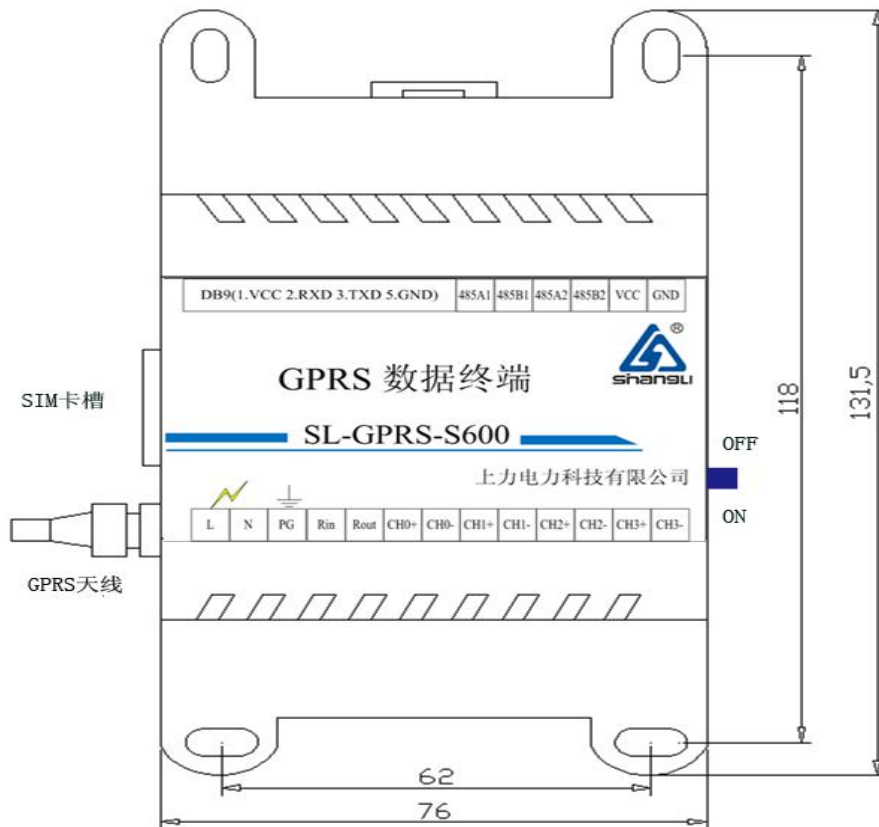 DB9(1.VCC 2.RXD 3.TXD 5.GND) 485A1 485B1 485A2 485B2 VCC GND
®
shangLi
GPRS 数据终端
SIM卡槽
SL-GPRS-S600
OFF
上力电力科技有限公司
ON
L N PG Rin Rout CH0+ CH0- CH1+ CH1- CH2+ CH2- CH3+ CH3-
GPRS天线
118
131,5
62
76